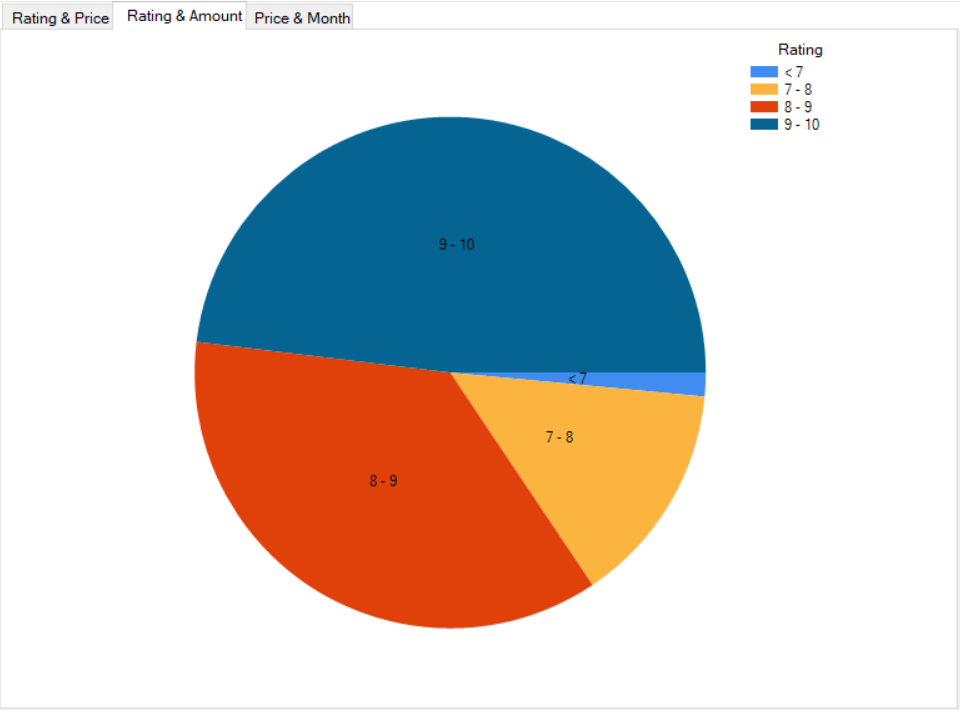 Rating & Price
Rating & Amount
Price & Month
Rating
< 7
7 - 8
8 - 9
9 - 10
9 - 10
< 7
7 - 8
8 - 9